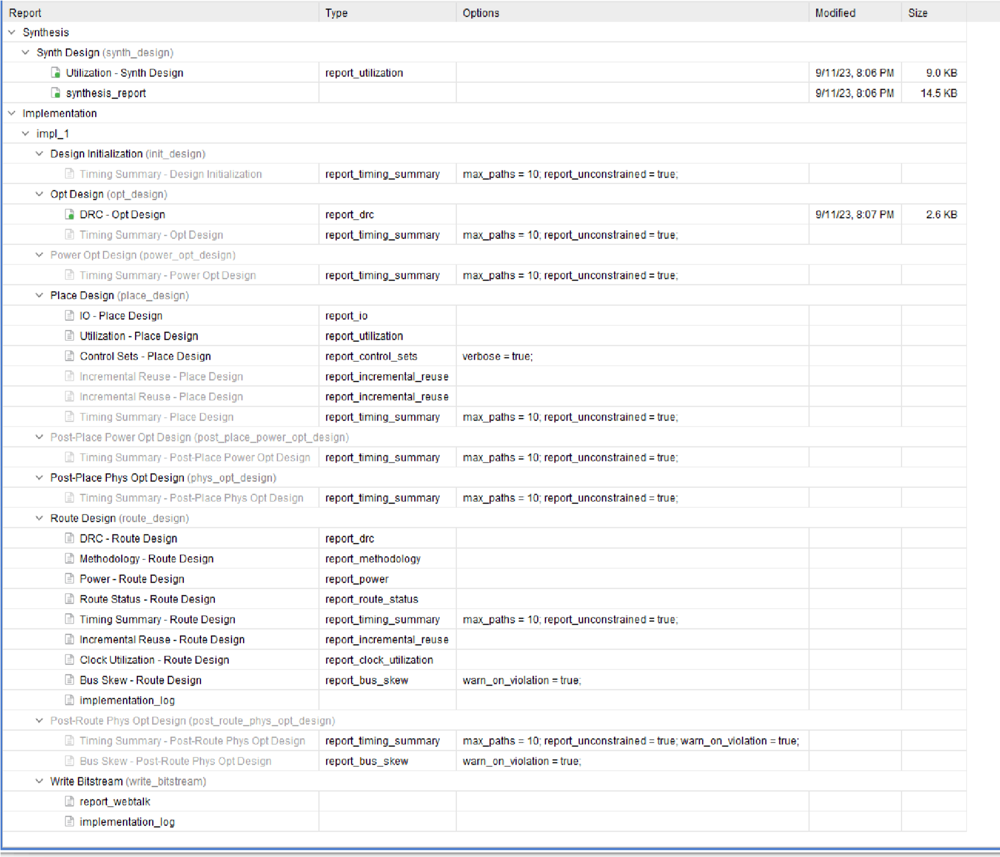 Report Type Options Modified Size
Synthesis
Synth Design (synth_design)
Utilization - Synth Design report_utilization 9/11/23, 8:06 PM 9.0 KB
synthesis_report 9/11/23, 8:06 PM 14.5 KB
Implementation
impl_1
Design Initialization (init_design)
Timing Summary - Design Initialization report_timing_summary max_paths = 10; report_unconstrained = true;
Opt Design (opt_design)
DRC - Opt Design report_drc 9/11/23, 8:07 PM 2.6 KB
Timing Summary - Opt Design report_timing_summary max_paths = 10; report_unconstrained = true;
Power Opt Design (power_opt_design)
Timing Summary - Power Opt Design report_timing_summary max_paths = 10; report_unconstrained = true;
Place Design (place_design)
IO - Place Design report_io
Utilization - Place Design report_utilization
Control Sets - Place Design report_control_sets verbose = true;
Incremental Reuse - Place Design report_incremental_reuse
Incremental Reuse - Place Design report_incremental_reuse
Timing Summary - Place Design report_timing_summary max_paths = 10; report_unconstrained = true;
Post-Place Power Opt Design (post_place_power_opt_design)
Timing Summary - Post-Place Power Opt Design report_timing_summary max_paths = 10; report_unconstrained = true;
Post-Place Phys Opt Design (phys_opt_design)
Timing Summary - Post-Place Phys Opt Design report_timing_summary max_paths = 10; report_unconstrained = true;
Route Design (route_design)
DRC - Route Design report_drc
Methodology - Route Design report_methodology
Power - Route Design report_power
Route Status - Route Design report_route_status
Timing Summary - Route Design report_timing_summary max_paths = 10; report_unconstrained = true;
Incremental Reuse - Route Design report_incremental_reuse
Clock Utilization - Route Design report_clock_utilization
Bus Skew - Route Design report_bus_skew warn_on_violation = true;
implementation_log
Post-Route Phys Opt Design (post_route_phys_opt_design)
Timing Summary - Post-Route Phys Opt Design report_timing_summary max_paths = 10; report_unconstrained = true; warn_on_violation = true;
Bus Skew - Post-Route Phys Opt Design report_bus_skew warn_on_violation = true;
Write Bitstream (write_bitstream)
report_webtalk
implementation_log